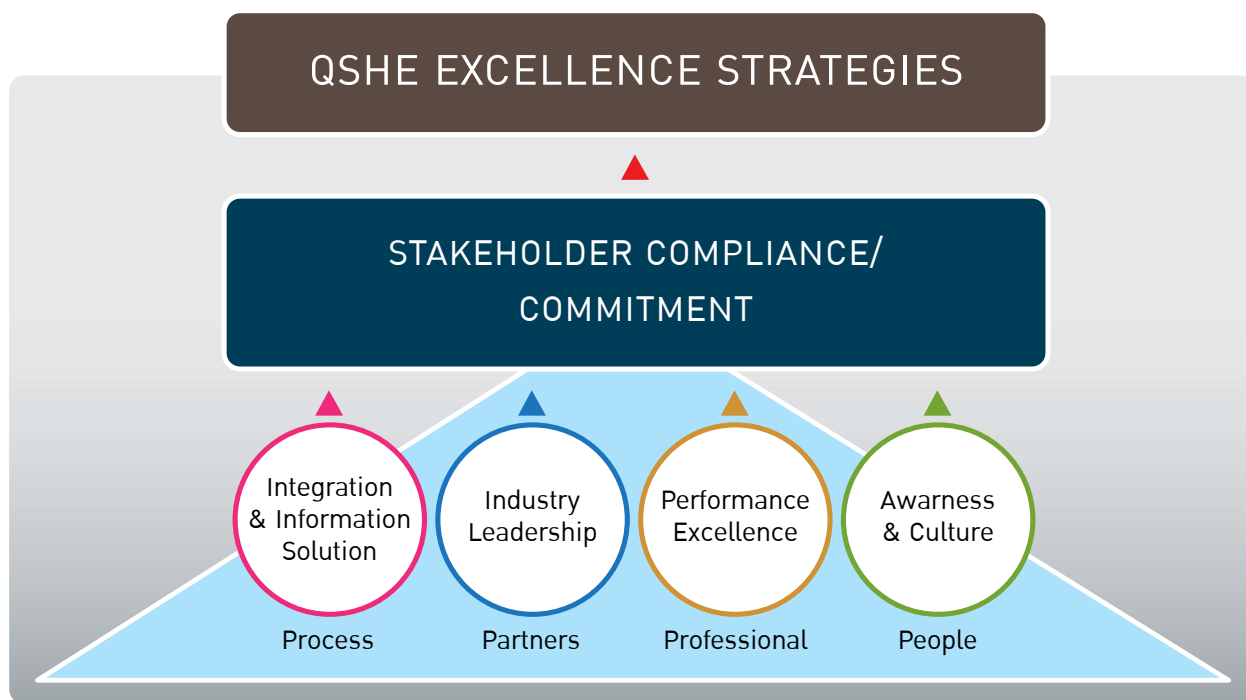 QSHE EXCELLENCE STRATEGIES
STAKEHOLDER COMPLIANCE/
COMMITMENT
Integration
& Information
Solution
Industry
Leadership
Performance
Excellence
Awarness
& Culture
Process
Partners
Professional
People